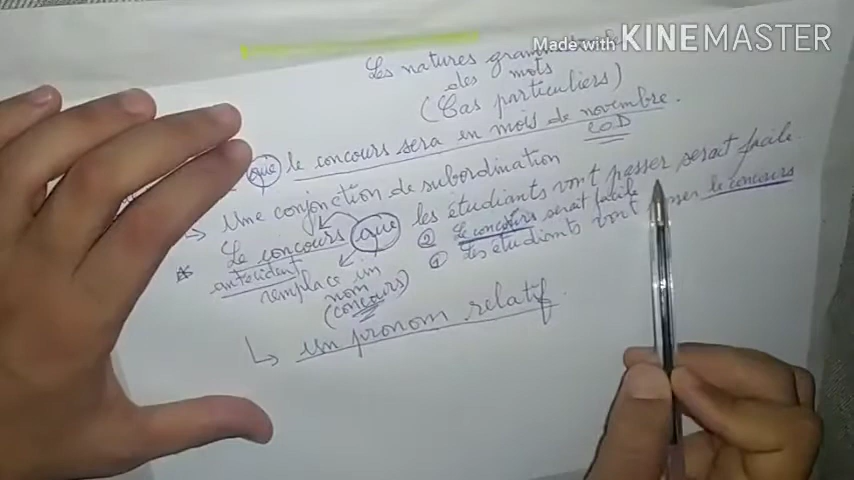 Made with KINEMASTER
Les natures
des mots
(Cas particuliers)
que le concours sera en mois de novembre.
COD
Une conjonction de subordination
* Le concours que les étudiants vont passer serait facile.
antécédent
② Le concours serait facile
① Les étudiants vont passer le concours
remplace un
nom
(concours)
↳ un pronom relatif.